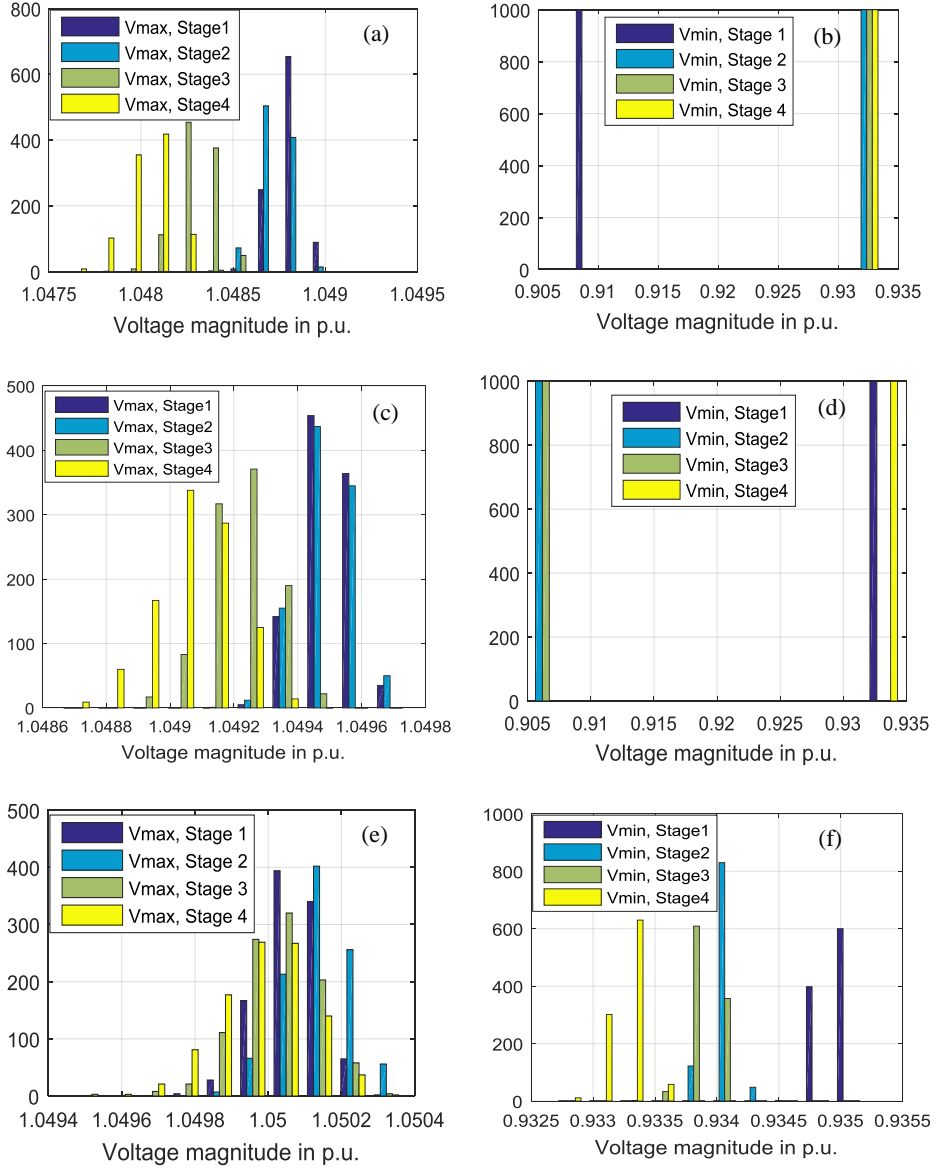 800
600
400
200
0
Vmax, Stage1
Vmax, Stage2
Vmax, Stage3
Vmax, Stage4
(a)
1.0475 1.048 1.0485 1.049 1.0495
Voltage magnitude in p.u.
1000
800
600
400
200
0
Vmin, Stage 1
Vmin, Stage 2
Vmin, Stage 3
Vmin, Stage 4
(b)
0.905 0.91 0.915 0.92 0.925 0.93 0.935
Voltage magnitude in p.u.
500
400
300
200
100
0
Vmax, Stage1
Vmax, Stage2
Vmax, Stage3
Vmax, Stage4
(c)
1.0486 1.0488 1.049 1.0492 1.0494 1.0496 1.0498
Voltage magnitude in p.u.
1000
800
600
400
200
0
Vmin, Stage1
Vmin, Stage2
Vmin, Stage3
Vmin, Stage4
(d)
0.905 0.91 0.915 0.92 0.925 0.93 0.935
Voltage magnitude in p.u.
500
400
300
200
100
0
Vmax, Stage 1
Vmax, Stage 2
Vmax, Stage 3
Vmax, Stage 4
(e)
1.0494 1.0496 1.0498 1.05 1.0502 1.0504
Voltage magnitude in p.u.
1000
800
600
400
200
0
Vmin, Stage1
Vmin, Stage2
Vmin, Stage3
Vmin, Stage4
(f)
0.9325 0.933 0.9335 0.934 0.9345 0.935 0.9355
Voltage magnitude in p.u.